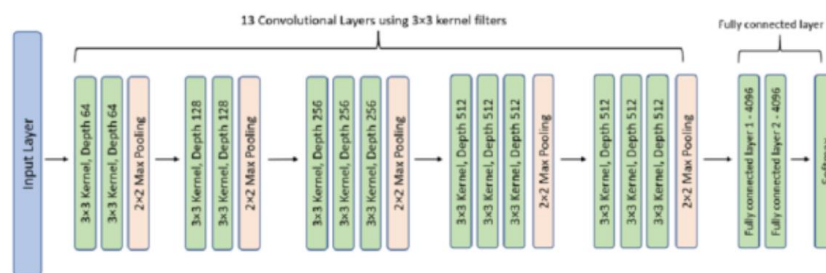 13 Convolutional Layers using 3×3 kernel filters
Fully connected layer
Input Layer
3×3 Kernel, Depth 64
3×3 Kernel, Depth 64
2×2 Max Pooling
3×3 Kernel, Depth 128
3×3 Kernel, Depth 128
2×2 Max Pooling
3×3 Kernel, Depth 256
3×3 Kernel, Depth 256
3×3 Kernel, Depth 256
2×2 Max Pooling
3×3 Kernel, Depth 512
3×3 Kernel, Depth 512
3×3 Kernel, Depth 512
2×2 Max Pooling
3×3 Kernel, Depth 512
3×3 Kernel, Depth 512
3×3 Kernel, Depth 512
2×2 Max Pooling
Fully connected layer 1 - 4096
Fully connected layer 2 - 4096